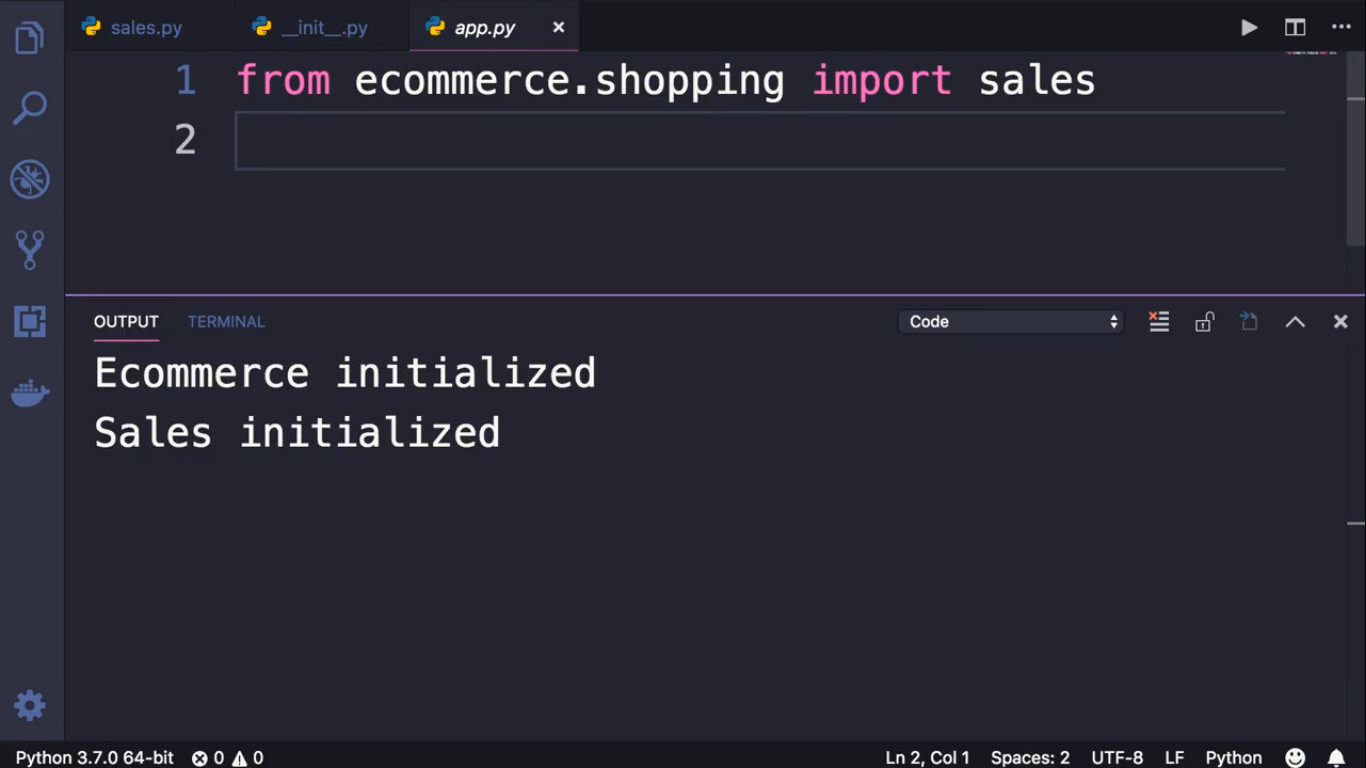 sales.py __init__.py app.py
1 from ecommerce.shopping import sales
2
OUTPUT TERMINAL Code
Ecommerce initialized
Sales initialized
Python 3.7.0 64-bit 0 0 Ln 2, Col 1 Spaces: 2 UTF-8 LF Python